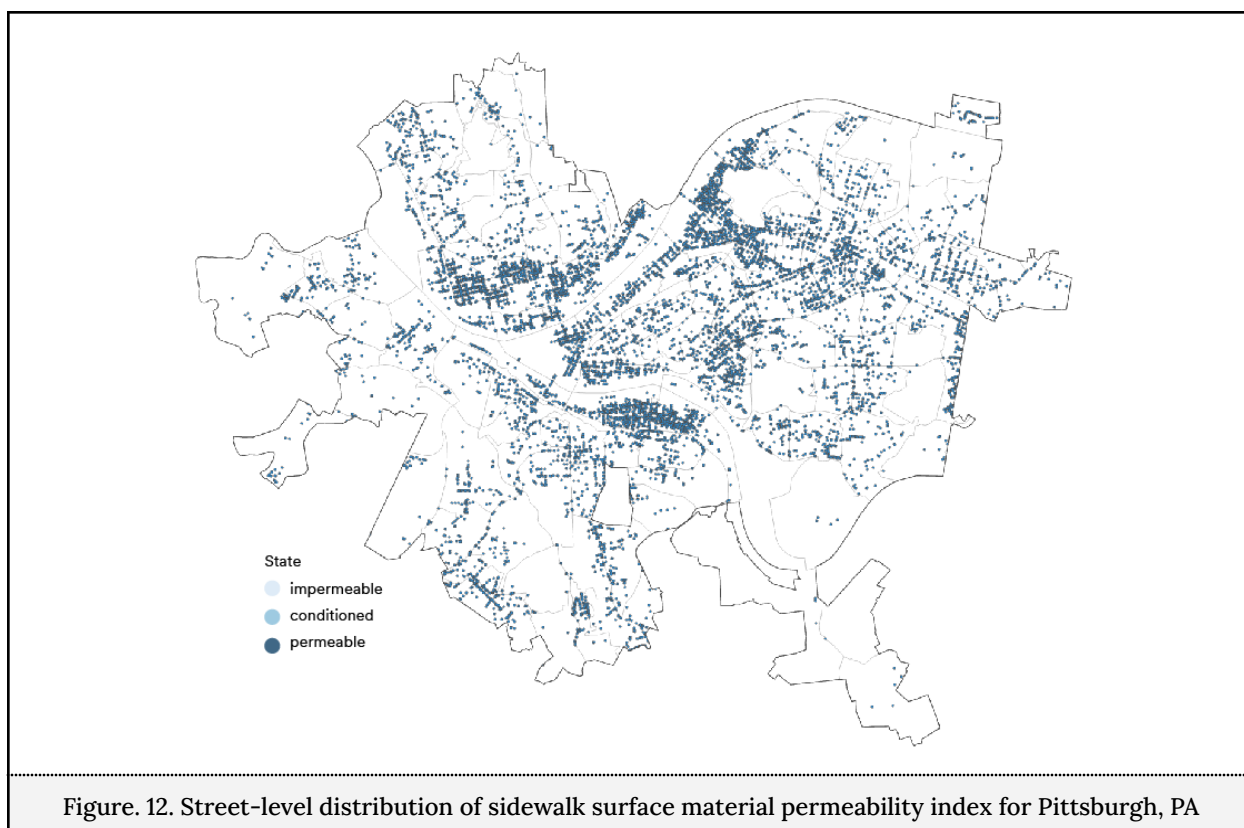 State
impermeable
conditioned
permeable
Figure. 12. Street-level distribution of sidewalk surface material permeability index for Pittsburgh, PA